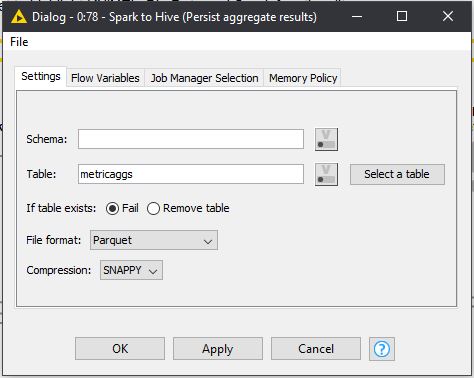 Dialog - 0:78 - Spark to Hive (Persist aggregate results)
File
Settings Flow Variables Job Manager Selection Memory Policy
Schema:
Table: metricaggs Select a table
If table exists: Fail Remove table
File format: Parquet
Compression: SNAPPY
OK Apply Cancel ?